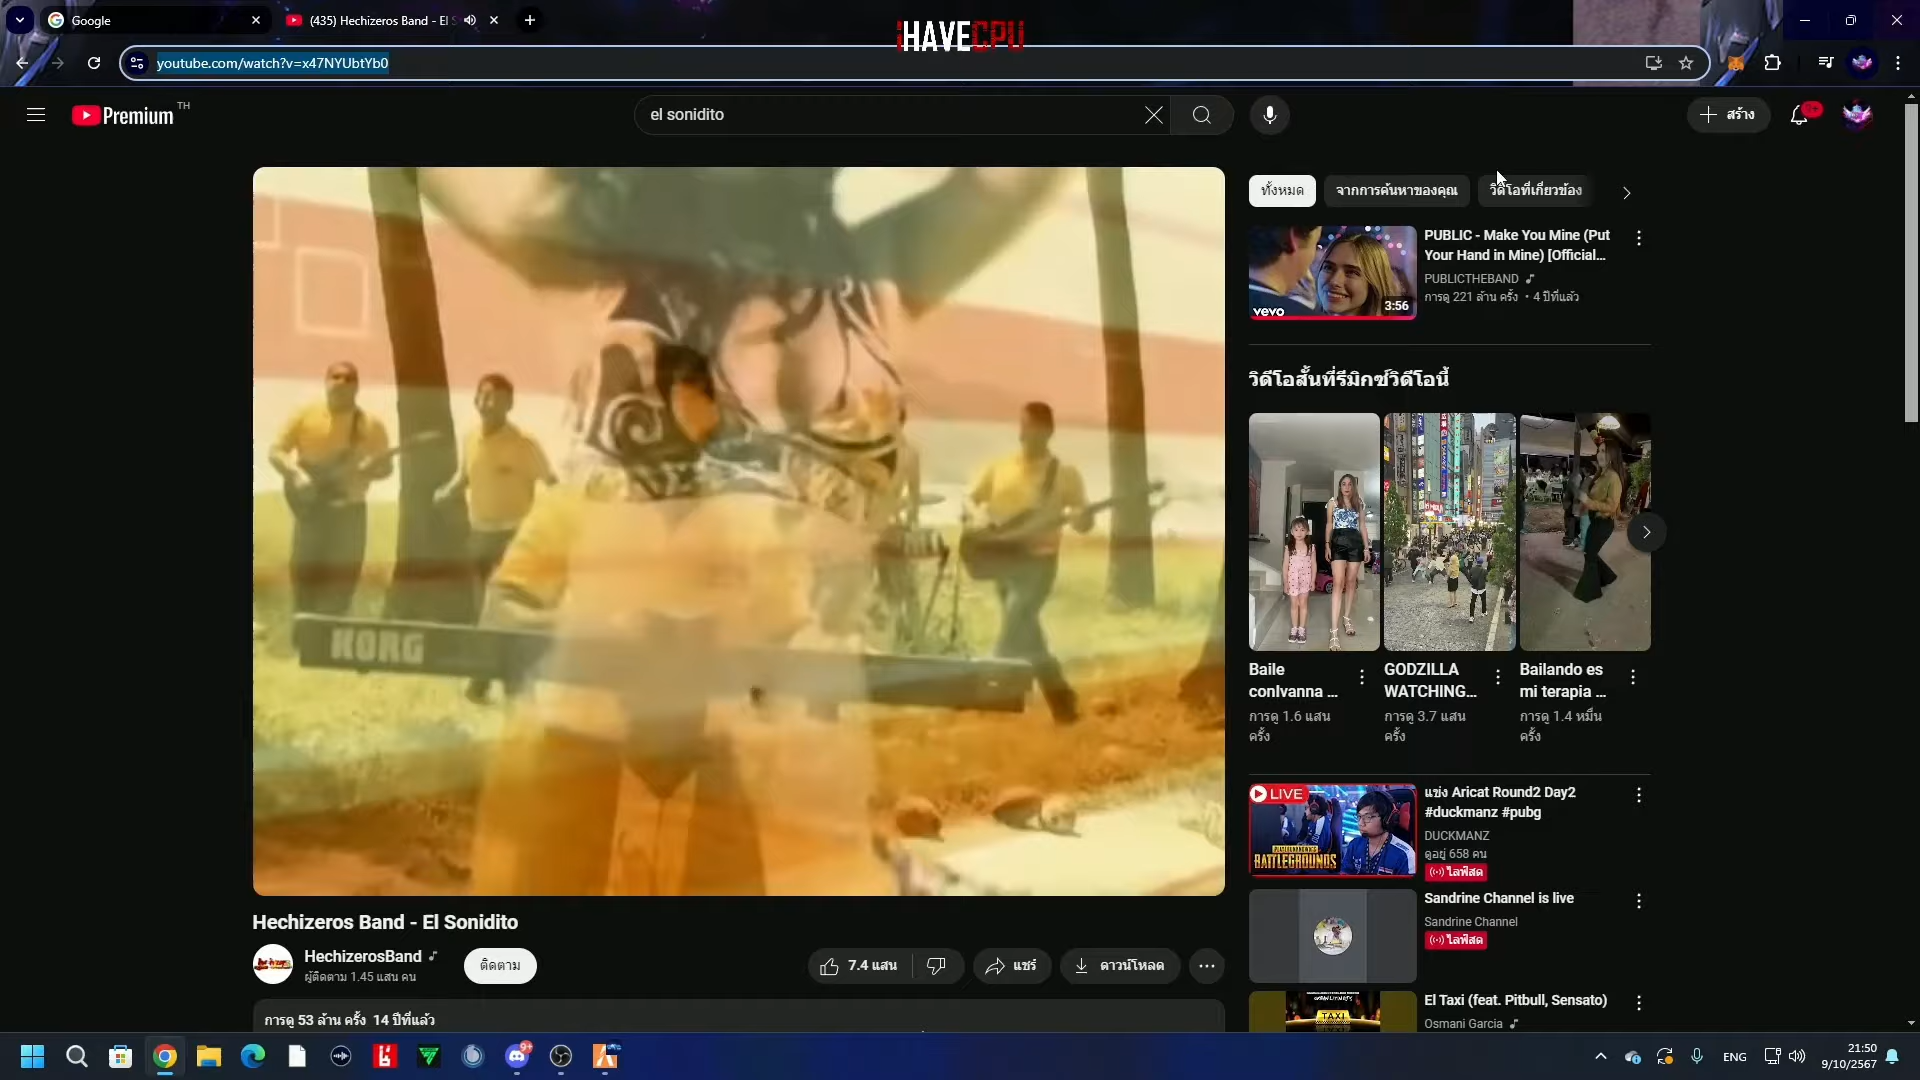 Google
(435) Hechizeros Band - El S
iHAVECPU
youtube.com/watch?v=x47NYUbtYb0
Premium TH
el sonidito
สร้าง
9+
ทั้งหมด
จากการค้นหาของคุณ
วิดีโอที่เกี่ยวข้อง
PUBLIC - Make You Mine (Put
Your Hand in Mine) [Official...
PUBLICTHEBAND
การดู 221 ล้าน ครั้ง • 4 ปีที่แล้ว
vevo
3:56
วิดีโอสั้นที่รีมิกซ์วิดีโอนี้
KORG
Baile
conIvanna ...
การดู 1.6 แสน
ครั้ง
GODZILLA
WATCHING...
การดู 3.7 แสน
ครั้ง
Bailando es
mi terapia ...
การดู 1.4 หมื่น
ครั้ง
LIVE
BATTLEGROUNDS
แข่ง Aricat Round2 Day2
#duckmanz #pubg
DUCKMANZ
ดูอยู่ 658 คน
ไลฟ์สด
Sandrine Channel is live
Sandrine Channel
ไลฟ์สด
TAXI
El Taxi (feat. Pitbull, Sensato)
Osmani Garcia
Hechizeros Band - El Sonidito
HechizerosBand
ผู้ติดตาม 1.45 แสน คน
ติดตาม
7.4 แสน
แชร์
ดาวน์โหลด
การดู 53 ล้าน ครั้ง 14 ปีที่แล้ว
9+
ENG
21:50
9/10/2567